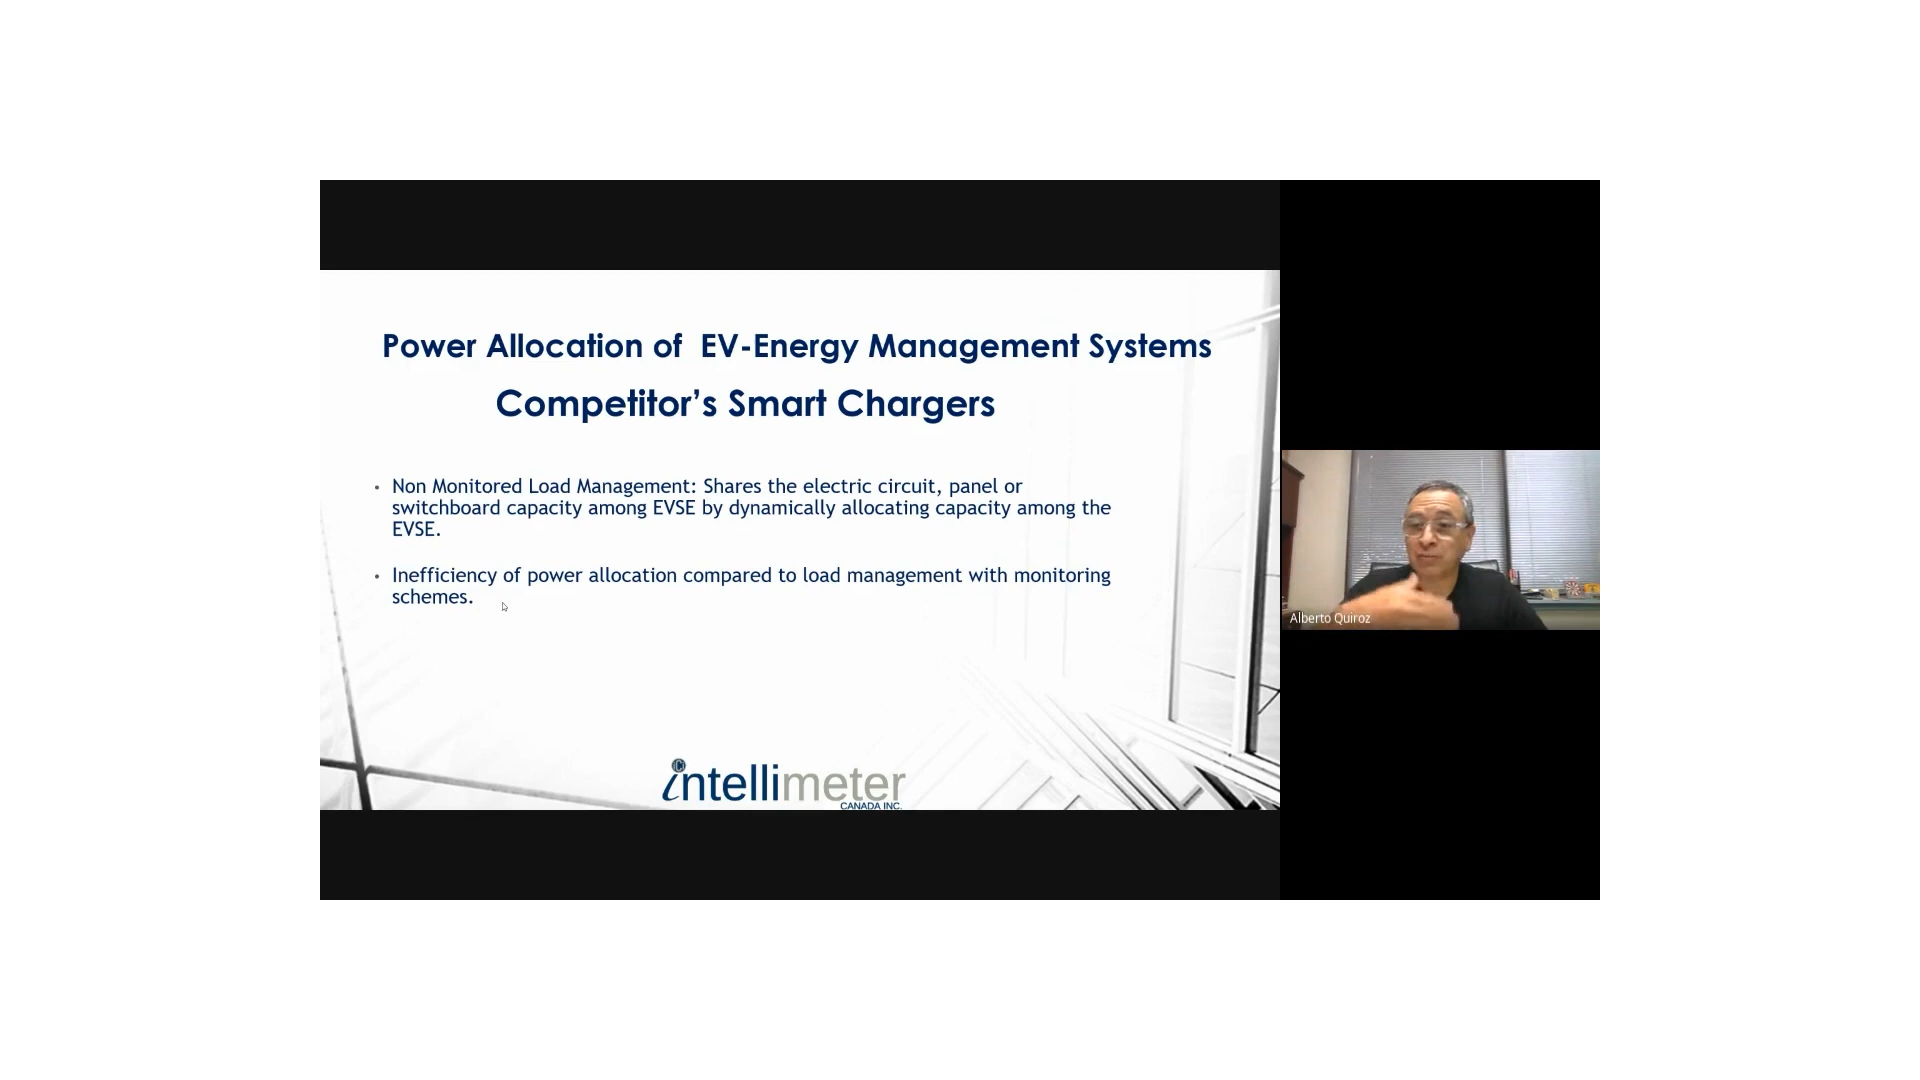 Power Allocation of EV-Energy Management Systems
Competitor's Smart Chargers
• Non Monitored Load Management: Shares the electric circuit, panel or
switchboard capacity among EVSE by dynamically allocating capacity among the
EVSE.
• Inefficiency of power allocation compared to load management with monitoring
schemes.
intellimeter
CANADA INC.
Alberto Quiroz